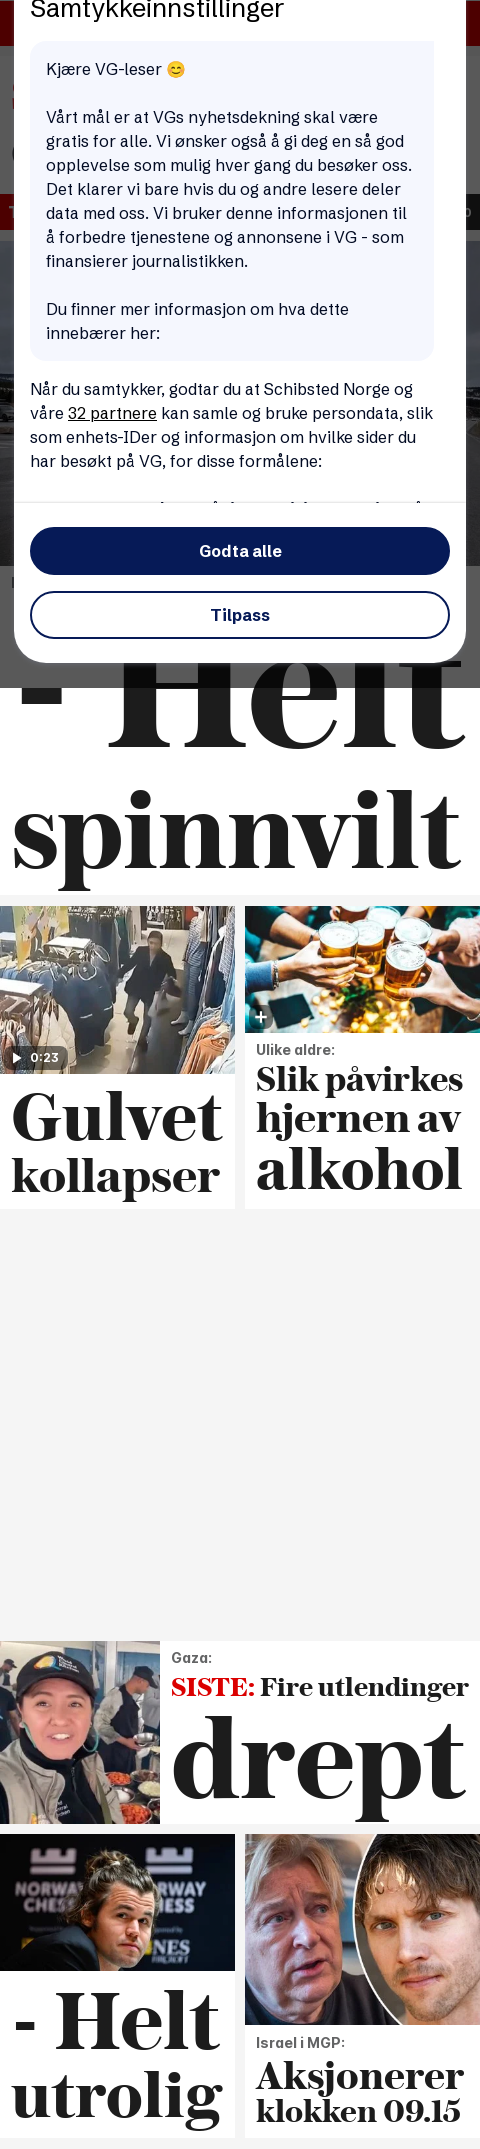 Samtykkeinnstillinger
Kjære VG-leser 😊
Vårt mål er at VGs nyhetsdekning skal være
gratis for alle. Vi ønsker også å gi deg en så god
opplevelse som mulig hver gang du besøker oss.
Det klarer vi bare hvis du og andre lesere deler
data med oss. Vi bruker denne informasjonen til
å forbedre tjenestene og annonsene i VG - som
finansierer journalistikken.
Du finner mer informasjon om hva dette
innebærer her:
Når du samtykker, godtar du at Schibsted Norge og
våre 32 partnere kan samle og bruke persondata, slik
som enhets-IDer og informasjon om hvilke sider du
har besøkt på VG, for disse formålene:
Godta alle
Tilpass
- Helt
spinnvilt
0:23
Gulvet
kollapser
Ulike aldre:
Slik påvirkes
hjernen av
alkohol
Gaza:
SISTE: Fire utlendinger
drept
NORWAY
CHESS
- Helt
utrolig
Israel i MGP:
Aksjonerer
klokken 09.15